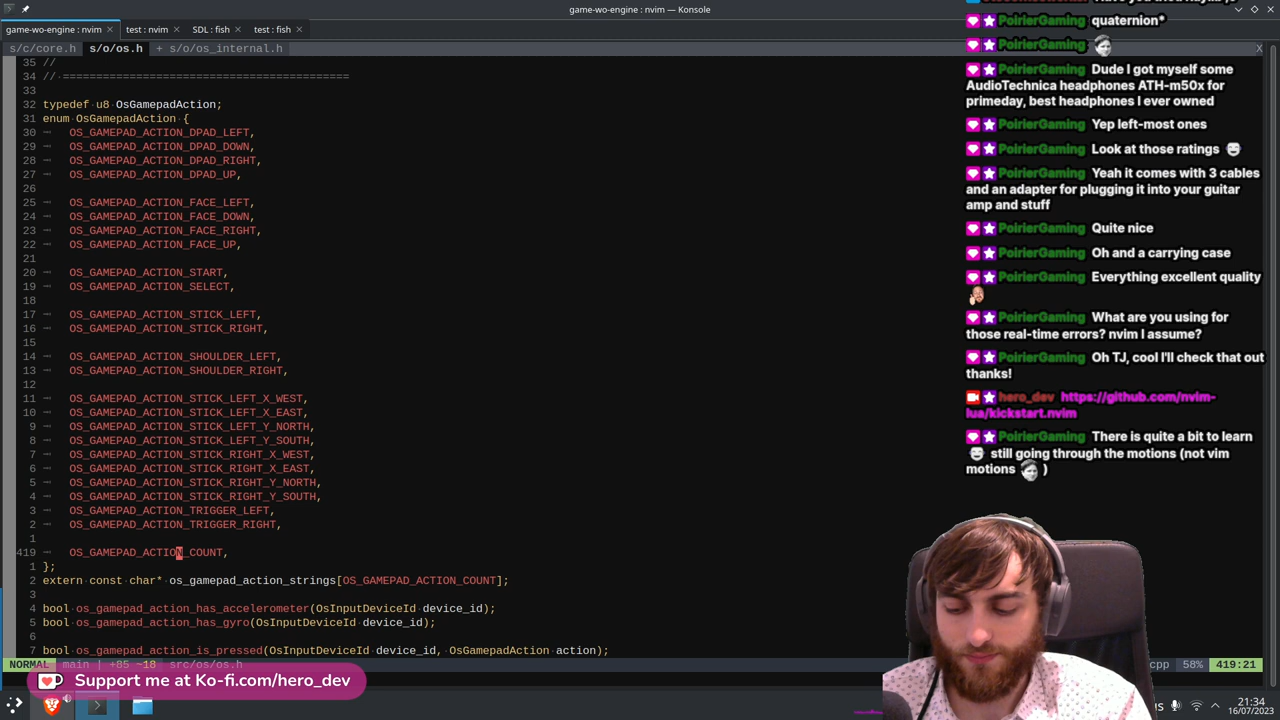 game-wo-engine : nvim — Konsole
game-wo-engine : nvim
test : nvim
SDL : fish
test : fish
s/c/core.h
s/o/os.h
+ s/o/os_internal.h
X
35 //
34 // ===========================================
33
32 typedef u8 OsGamepadAction;
31 enum OsGamepadAction {
30 OS_GAMEPAD_ACTION_DPAD_LEFT,
29 OS_GAMEPAD_ACTION_DPAD_DOWN,
28 OS_GAMEPAD_ACTION_DPAD_RIGHT,
27 OS_GAMEPAD_ACTION_DPAD_UP,
26
25 OS_GAMEPAD_ACTION_FACE_LEFT,
24 OS_GAMEPAD_ACTION_FACE_DOWN,
23 OS_GAMEPAD_ACTION_FACE_RIGHT,
22 OS_GAMEPAD_ACTION_FACE_UP,
21
20 OS_GAMEPAD_ACTION_START,
19 OS_GAMEPAD_ACTION_SELECT,
18
17 OS_GAMEPAD_ACTION_STICK_LEFT,
16 OS_GAMEPAD_ACTION_STICK_RIGHT,
15
14 OS_GAMEPAD_ACTION_SHOULDER_LEFT,
13 OS_GAMEPAD_ACTION_SHOULDER_RIGHT,
12
11 OS_GAMEPAD_ACTION_STICK_LEFT_X_WEST,
10 OS_GAMEPAD_ACTION_STICK_LEFT_X_EAST,
9 OS_GAMEPAD_ACTION_STICK_LEFT_Y_NORTH,
8 OS_GAMEPAD_ACTION_STICK_LEFT_Y_SOUTH,
7 OS_GAMEPAD_ACTION_STICK_RIGHT_X_WEST,
6 OS_GAMEPAD_ACTION_STICK_RIGHT_X_EAST,
5 OS_GAMEPAD_ACTION_STICK_RIGHT_Y_NORTH,
4 OS_GAMEPAD_ACTION_STICK_RIGHT_Y_SOUTH,
3 OS_GAMEPAD_ACTION_TRIGGER_LEFT,
2 OS_GAMEPAD_ACTION_TRIGGER_RIGHT,
1
419 OS_GAMEPAD_ACTION_COUNT,
1 };
2 extern const char* os_gamepad_action_strings[OS_GAMEPAD_ACTION_COUNT];
3
4 bool os_gamepad_action_has_accelerometer(OsInputDeviceId device_id);
5 bool os_gamepad_action_has_gyro(OsInputDeviceId device_id);
6
7 bool os_gamepad_action_is_pressed(OsInputDeviceId device_id, OsGamepadAction action);
NORMAL main | +85 ~18 src/os/os.h
cpp 58% 419:21
Support me at Ko-fi.com/hero_dev
PoirierGaming quaternion*
PoirierGaming
PoirierGaming Dude I got myself some
AudioTechnica headphones ATH-m50x for
primeday, best headphones I ever owned
PoirierGaming Yep left-most ones
PoirierGaming Look at those ratings
PoirierGaming Yeah it comes with 3 cables
and an adapter for plugging it into your guitar
amp and stuff
PoirierGaming Quite nice
PoirierGaming Oh and a carrying case
PoirierGaming Everything excellent quality
PoirierGaming What are you using for
those real-time errors? nvim I assume?
PoirierGaming Oh TJ, cool I'll check that out
thanks!
hero_dev https://github.com/nvim-
lua/kickstart.nvim
PoirierGaming There is quite a bit to learn
still going through the motions (not vim
motions )
21:34
16/07/2023